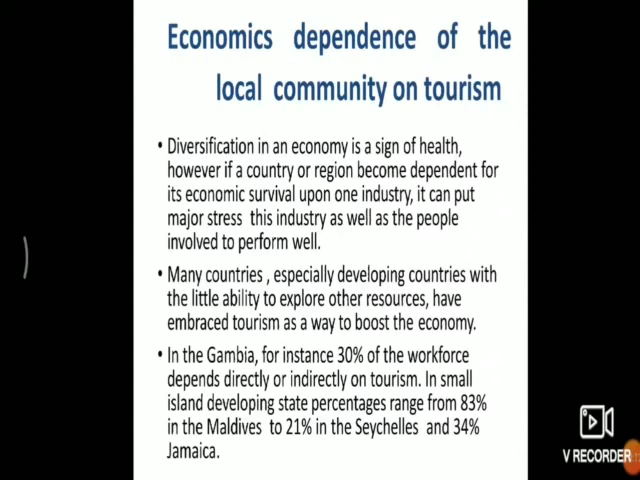 Economics dependence of the
local community on tourism
• Diversification in an economy is a sign of health,
however if a country or region become dependent for
its economic survival upon one industry, it can put
major stress this industry as well as the people
involved to perform well.
• Many countries , especially developing countries with
the little ability to explore other resources, have
embraced tourism as a way to boost the economy.
• In the Gambia, for instance 30% of the workforce
depends directly or indirectly on tourism. In small
island developing state percentages range from 83%
in the Maldives to 21% in the Seychelles and 34%
Jamaica.
V RECORDER